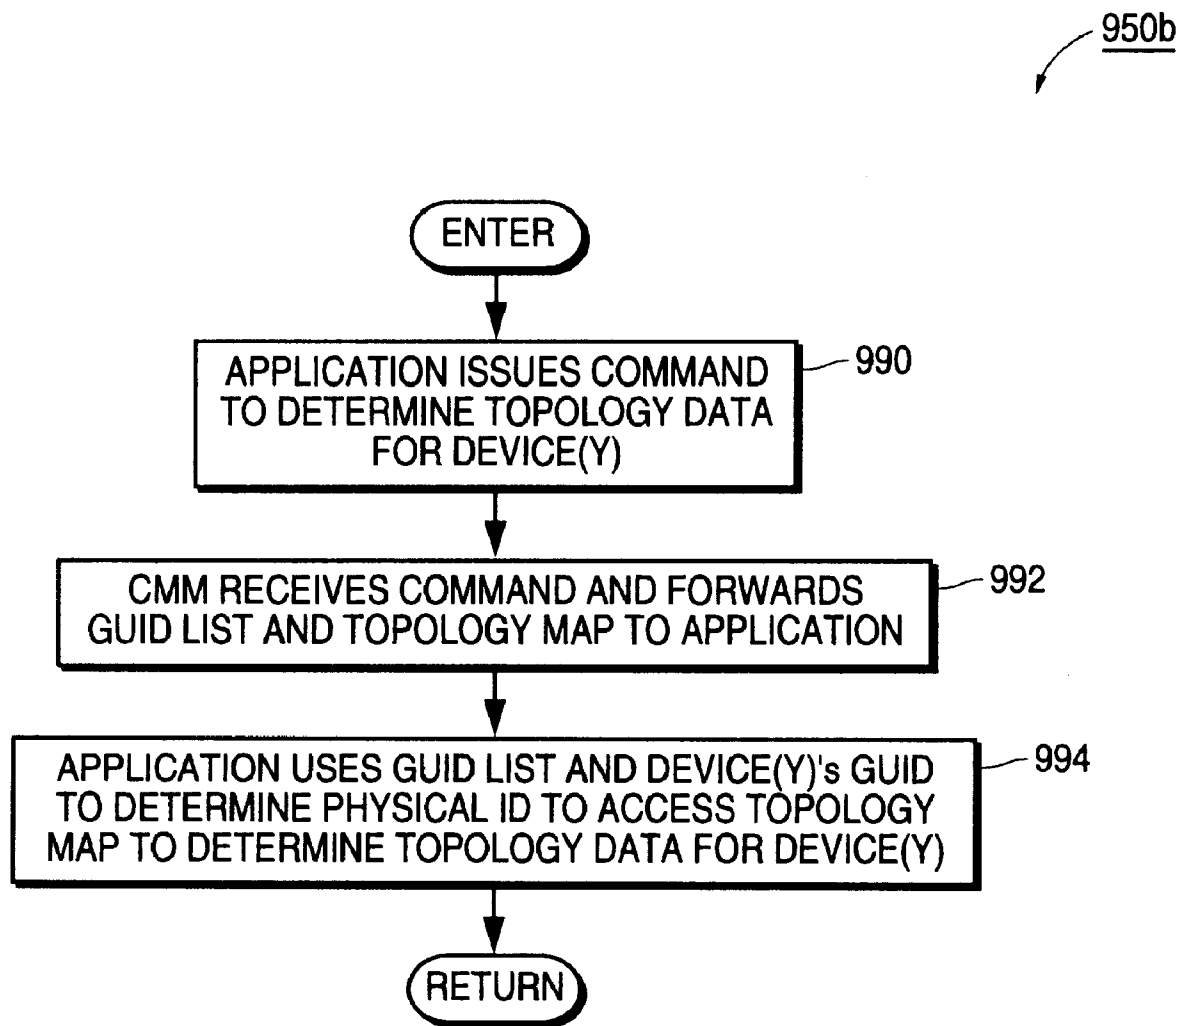 950b
ENTER
APPLICATION ISSUES COMMAND
TO DETERMINE TOPOLOGY DATA
FOR DEVICE(Y)
990
CMM RECEIVES COMMAND AND FORWARDS
GUID LIST AND TOPOLOGY MAP TO APPLICATION
992
APPLICATION USES GUID LIST AND DEVICE(Y)'s GUID
TO DETERMINE PHYSICAL ID TO ACCESS TOPOLOGY
MAP TO DETERMINE TOPOLOGY DATA FOR DEVICE(Y)
994
RETURN